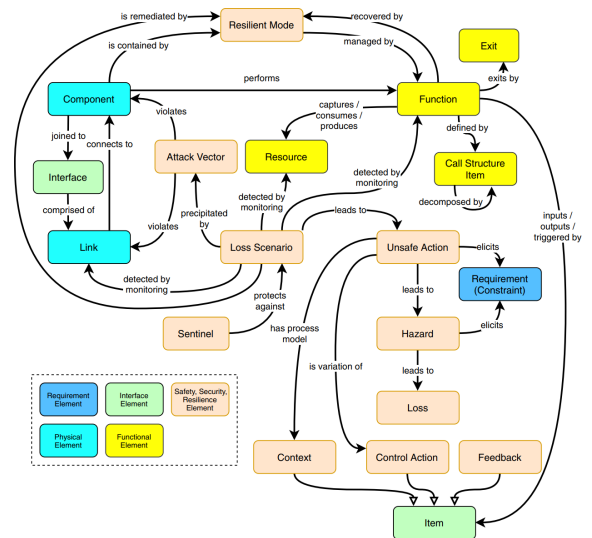 is remediated by
Resilient Mode
recovered by
is contained by
managed by
Exit
exits by
performs
Component
Function
captures /
consumes /
produces
violates
joined to
connects to
Attack Vector
Resource
defined by
Call Structure
Item
Interface
detected by
monitoring
detected by
monitoring
decomposed by
comprised of
precipitated
by
leads to
inputs /
outputs /
triggered by
violates
Link
Loss Scenario
Unsafe Action
elicits
detected by
monitoring
Requirement
(Constraint)
leads to
protects
against
Sentinel
has process
model
Hazard
elicits
is variation of
leads to
Loss
Requirement
Element
Interface
Element
Safety, Security,
Resilience
Element
Physical
Element
Functional
Element
Context
Control Action
Feedback
Item